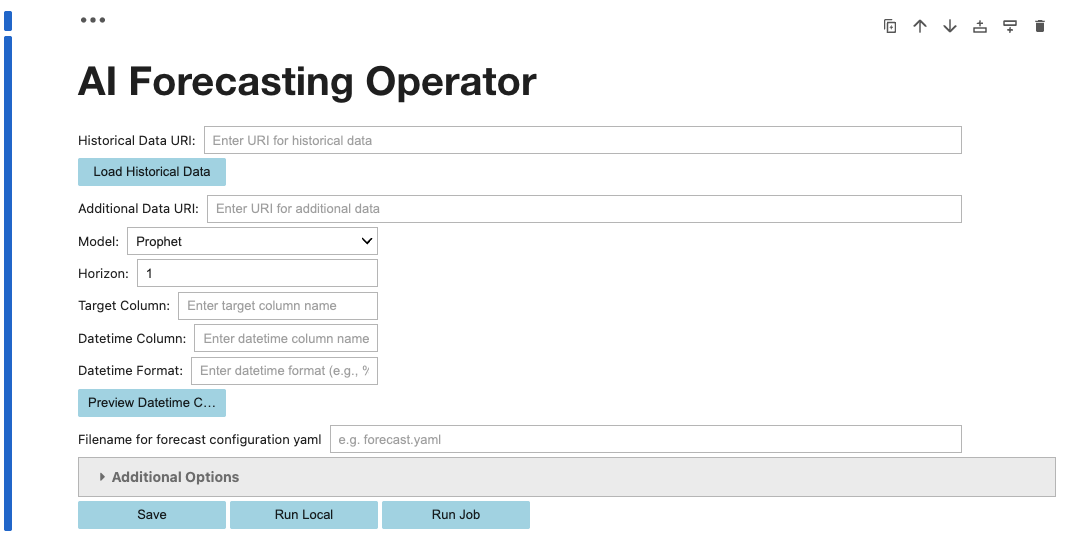 AI Forecasting Operator
Historical Data URI: Enter URI for historical data
Load Historical Data
Additional Data URI: Enter URI for additional data
Model: Prophet
Horizon: 1
Target Column: Enter target column name
Datetime Column: Enter datetime column name
Datetime Format: Enter datetime format (e.g., %
Preview Datetime C...
Filename for forecast configuration yaml e.g. forecast.yaml
Additional Options
Save Run Local Run Job